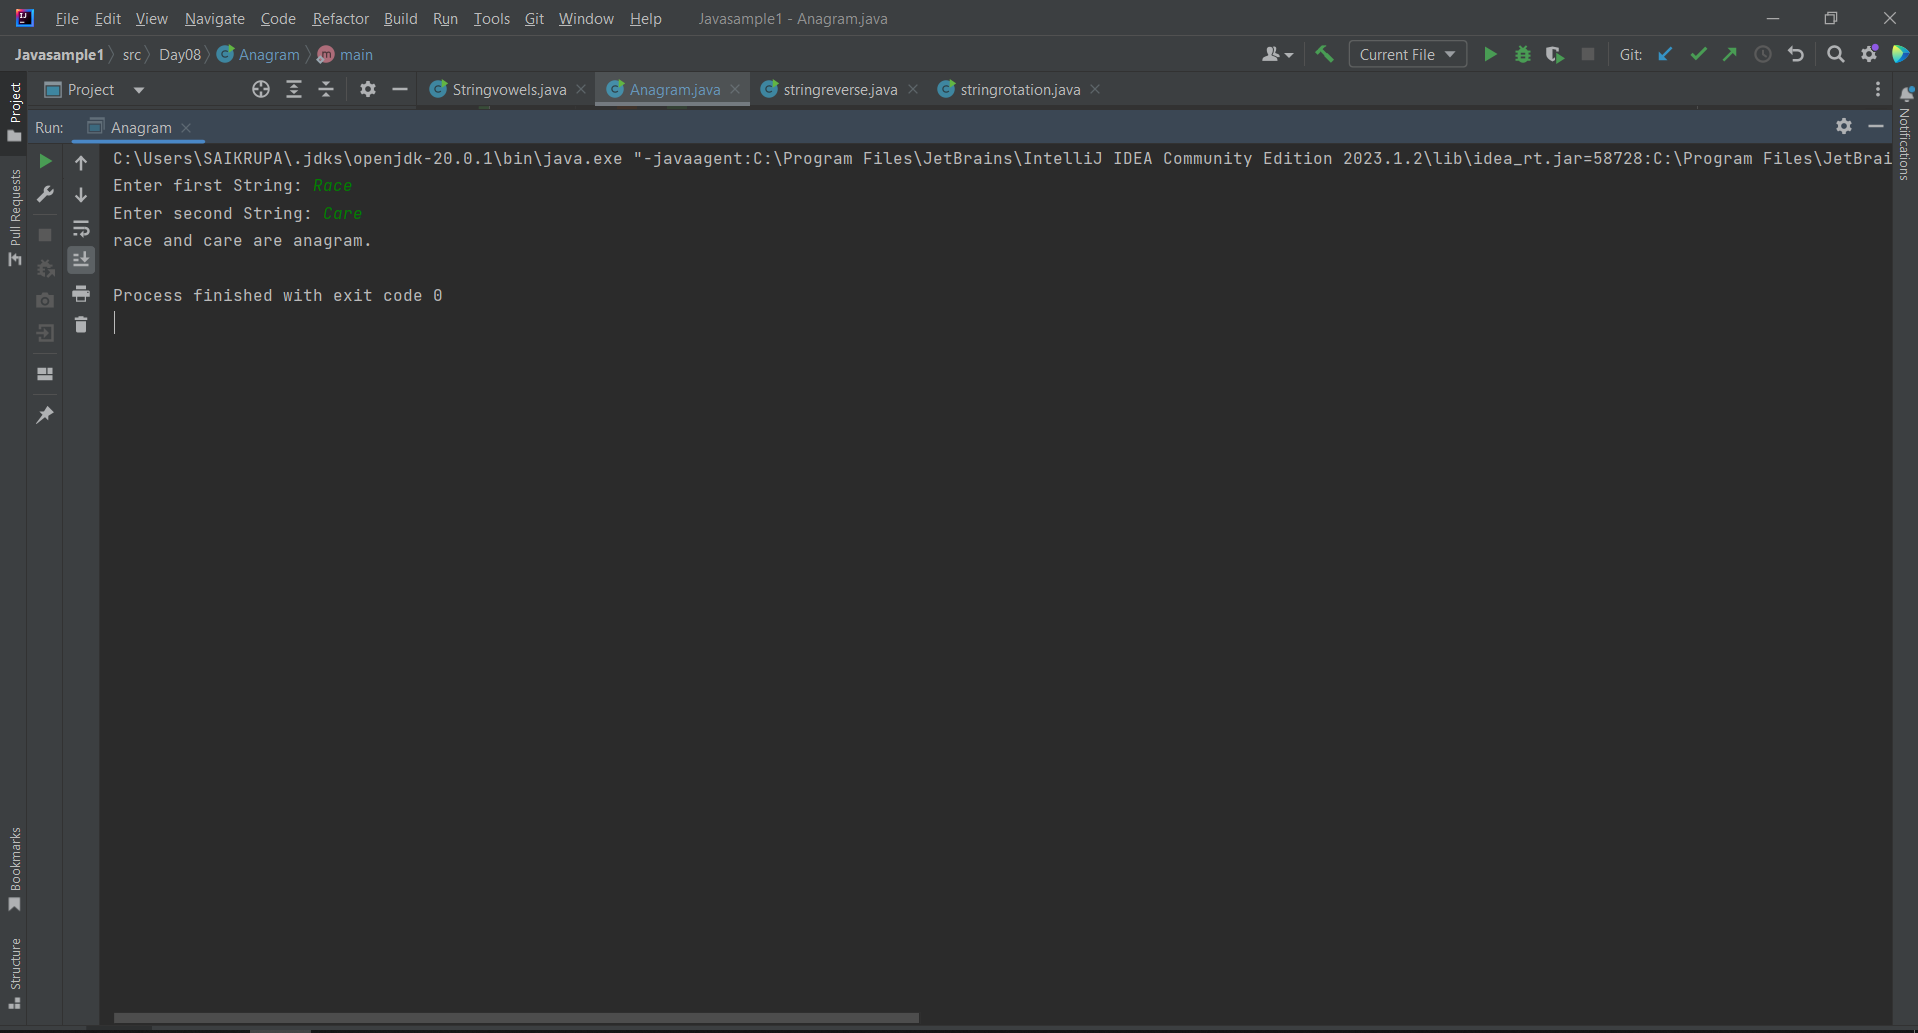 File Edit View Navigate Code Refactor Build Run Tools Git Window Help Javasample1 - Anagram.java
Javasample1 src Day08 Anagram main Current File Git:
Project Stringvowels.java Anagram.java stringreverse.java stringrotation.java
Run: Anagram
C:\Users\SAIKRUPA\.jdks\openjdk-20.0.1\bin\java.exe "-javaagent:C:\Program Files\JetBrains\IntelliJ IDEA Community Edition 2023.1.2\lib\idea_rt.jar=58728:C:\Program Files\JetBrai
Enter first String: Race
Enter second String: Care
race and care are anagram.
Process finished with exit code 0
Project
Pull Requests
Bookmarks
Structure
Notifications